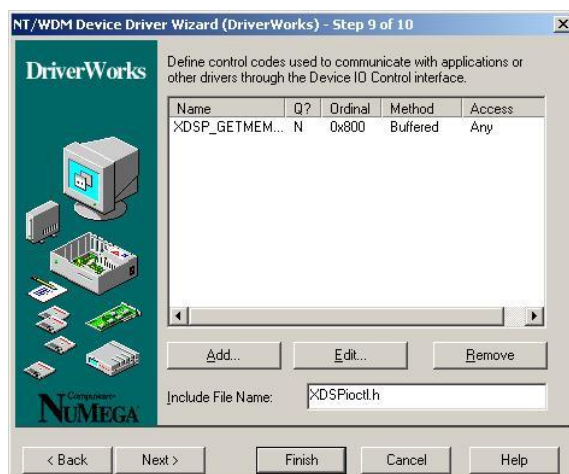 NT/WDM Device Driver Wizard (DriverWorks) - Step 9 of 10
DriverWorks
Define control codes used to communicate with applications or
other drivers through the Device IO Control interface.
Name Q? Ordinal Method Access
XDSP_GETMEM... N 0x800 Buffered Any
Add... Edit... Remove
Include File Name: XDSPioctl.h
Compuware
NUMEGA
< Back Next > Finish Cancel Help